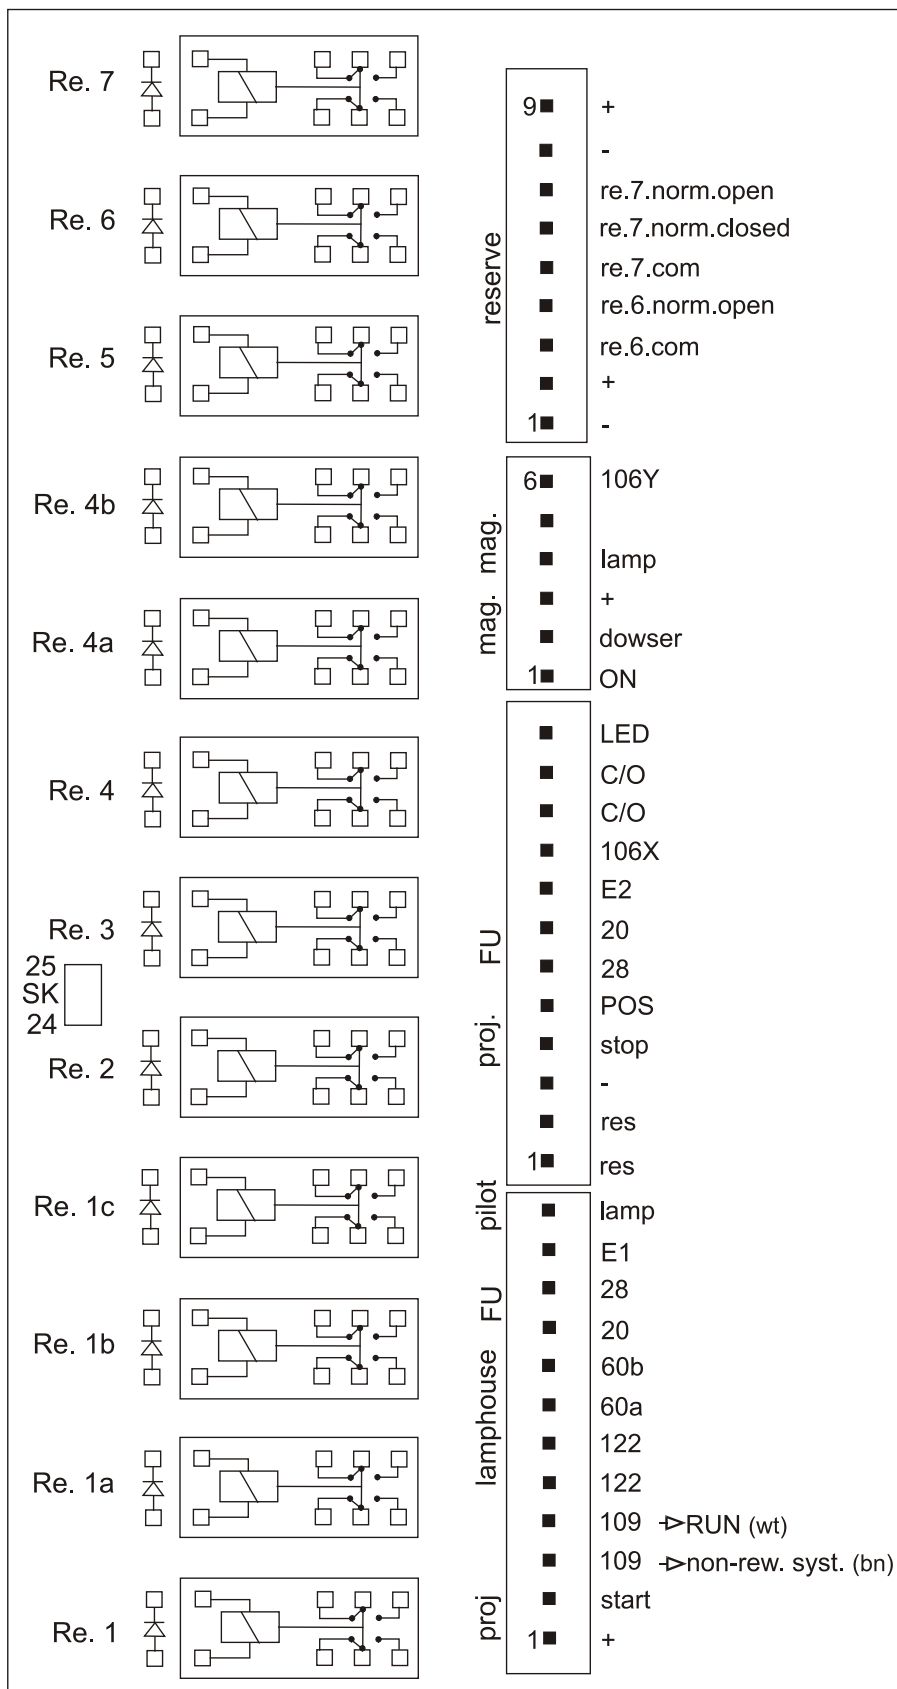 Re. 7
Re. 6
Re. 5
Re. 4b
Re. 4a
Re. 4
Re. 3
25
SK
24
Re. 2
Re. 1c
Re. 1b
Re. 1a
Re. 1
reserve
9 +
-
re.7.norm.open
re.7.norm.closed
re.7.com
re.6.norm.open
re.6.com
+
1 -
mag. mag.
6 106Y
lamp
+
dowser
1 ON
proj. FU
LED
C/O
C/O
106X
E2
20
28
POS
stop
-
res
1 res
proj lamphouse FU pilot
lamp
E1
28
20
60b
60a
122
122
109 RUN (wt)
109 non-rew. syst. (bn)
start
1 +